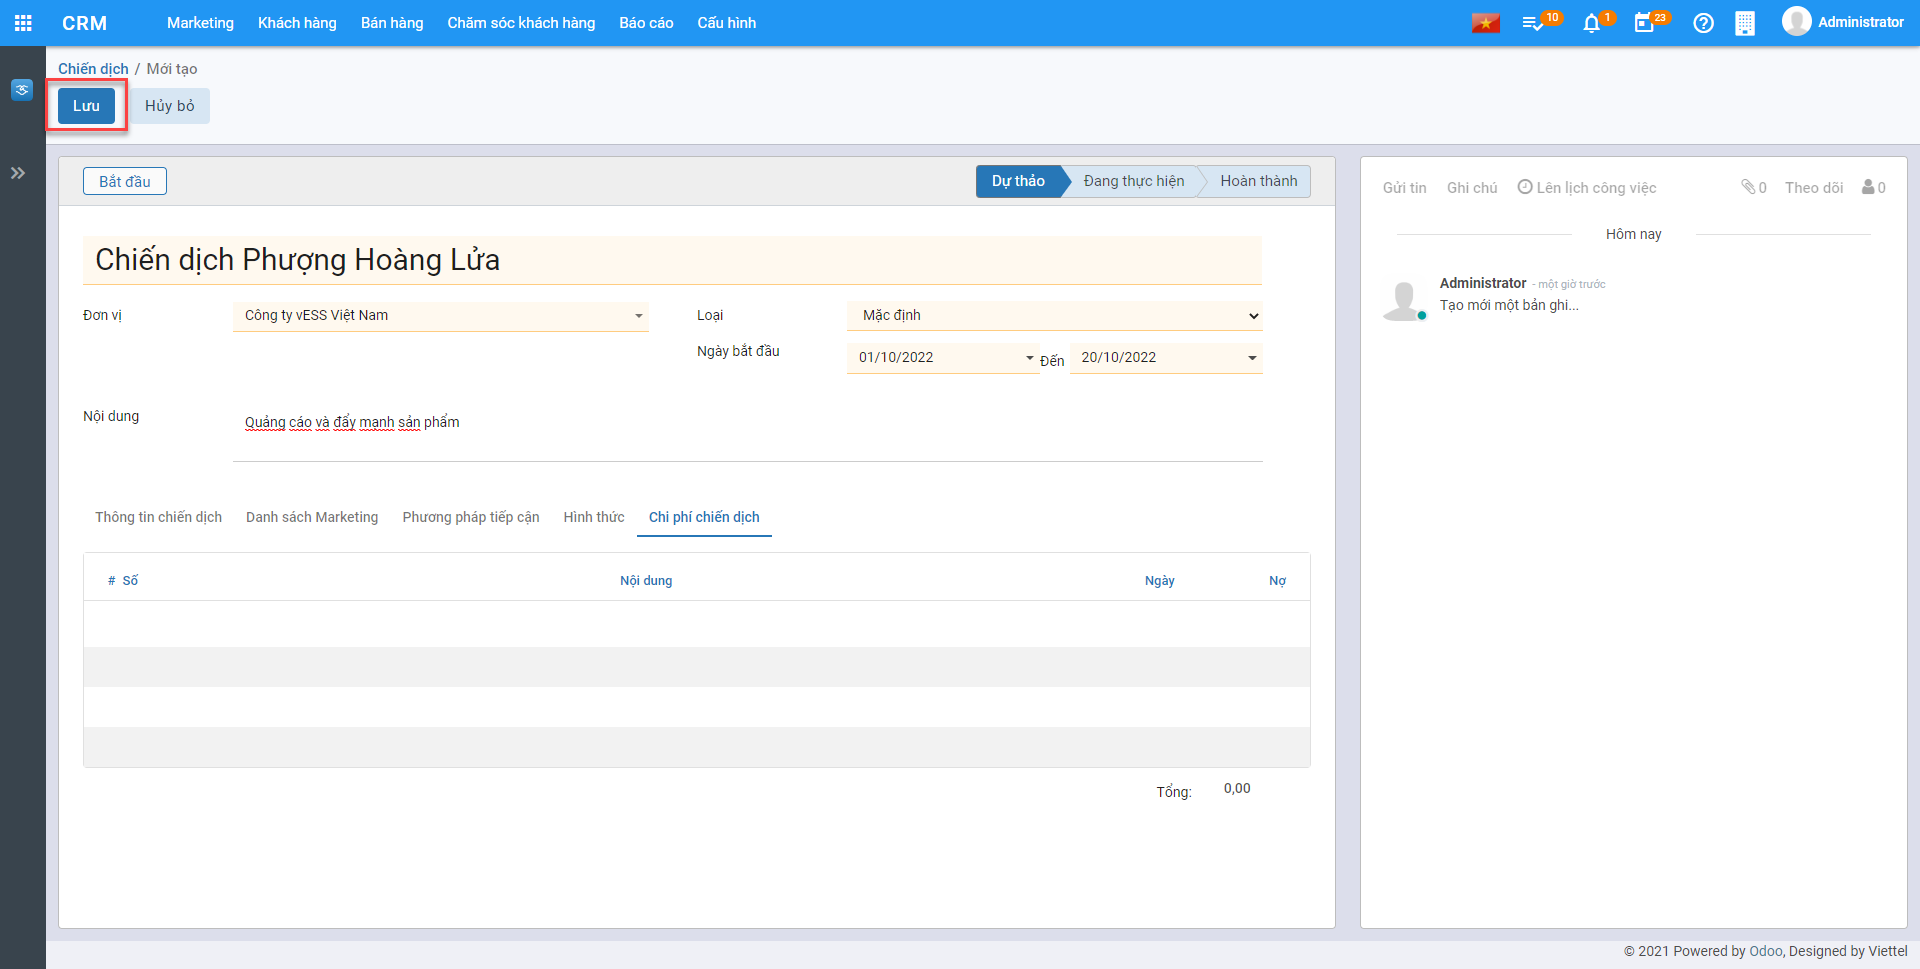 CRM Marketing Khách hàng Bán hàng Chăm sóc khách hàng Báo cáo Cấu hình 10 1 23 Administrator
Chiến dịch / Mới tạo
Lưu Hủy bỏ
Bắt đầu Dự thảo Đang thực hiện Hoàn thành
Chiến dịch Phượng Hoàng Lửa
Đơn vị Công ty vESS Việt Nam Loại Mặc định
Ngày bắt đầu 01/10/2022 Đến 20/10/2022
Nội dung Quảng cáo và đẩy mạnh sản phẩm
Thông tin chiến dịch Danh sách Marketing Phương pháp tiếp cận Hình thức Chi phí chiến dịch
# Số Nội dung Ngày Nợ
Tổng: 0,00
Gửi tin Ghi chú Lên lịch công việc 0 Theo dõi 0
Hôm nay
Administrator - một giờ trước
Tạo mới một bản ghi...
© 2021 Powered by Odoo, Designed by Viettel